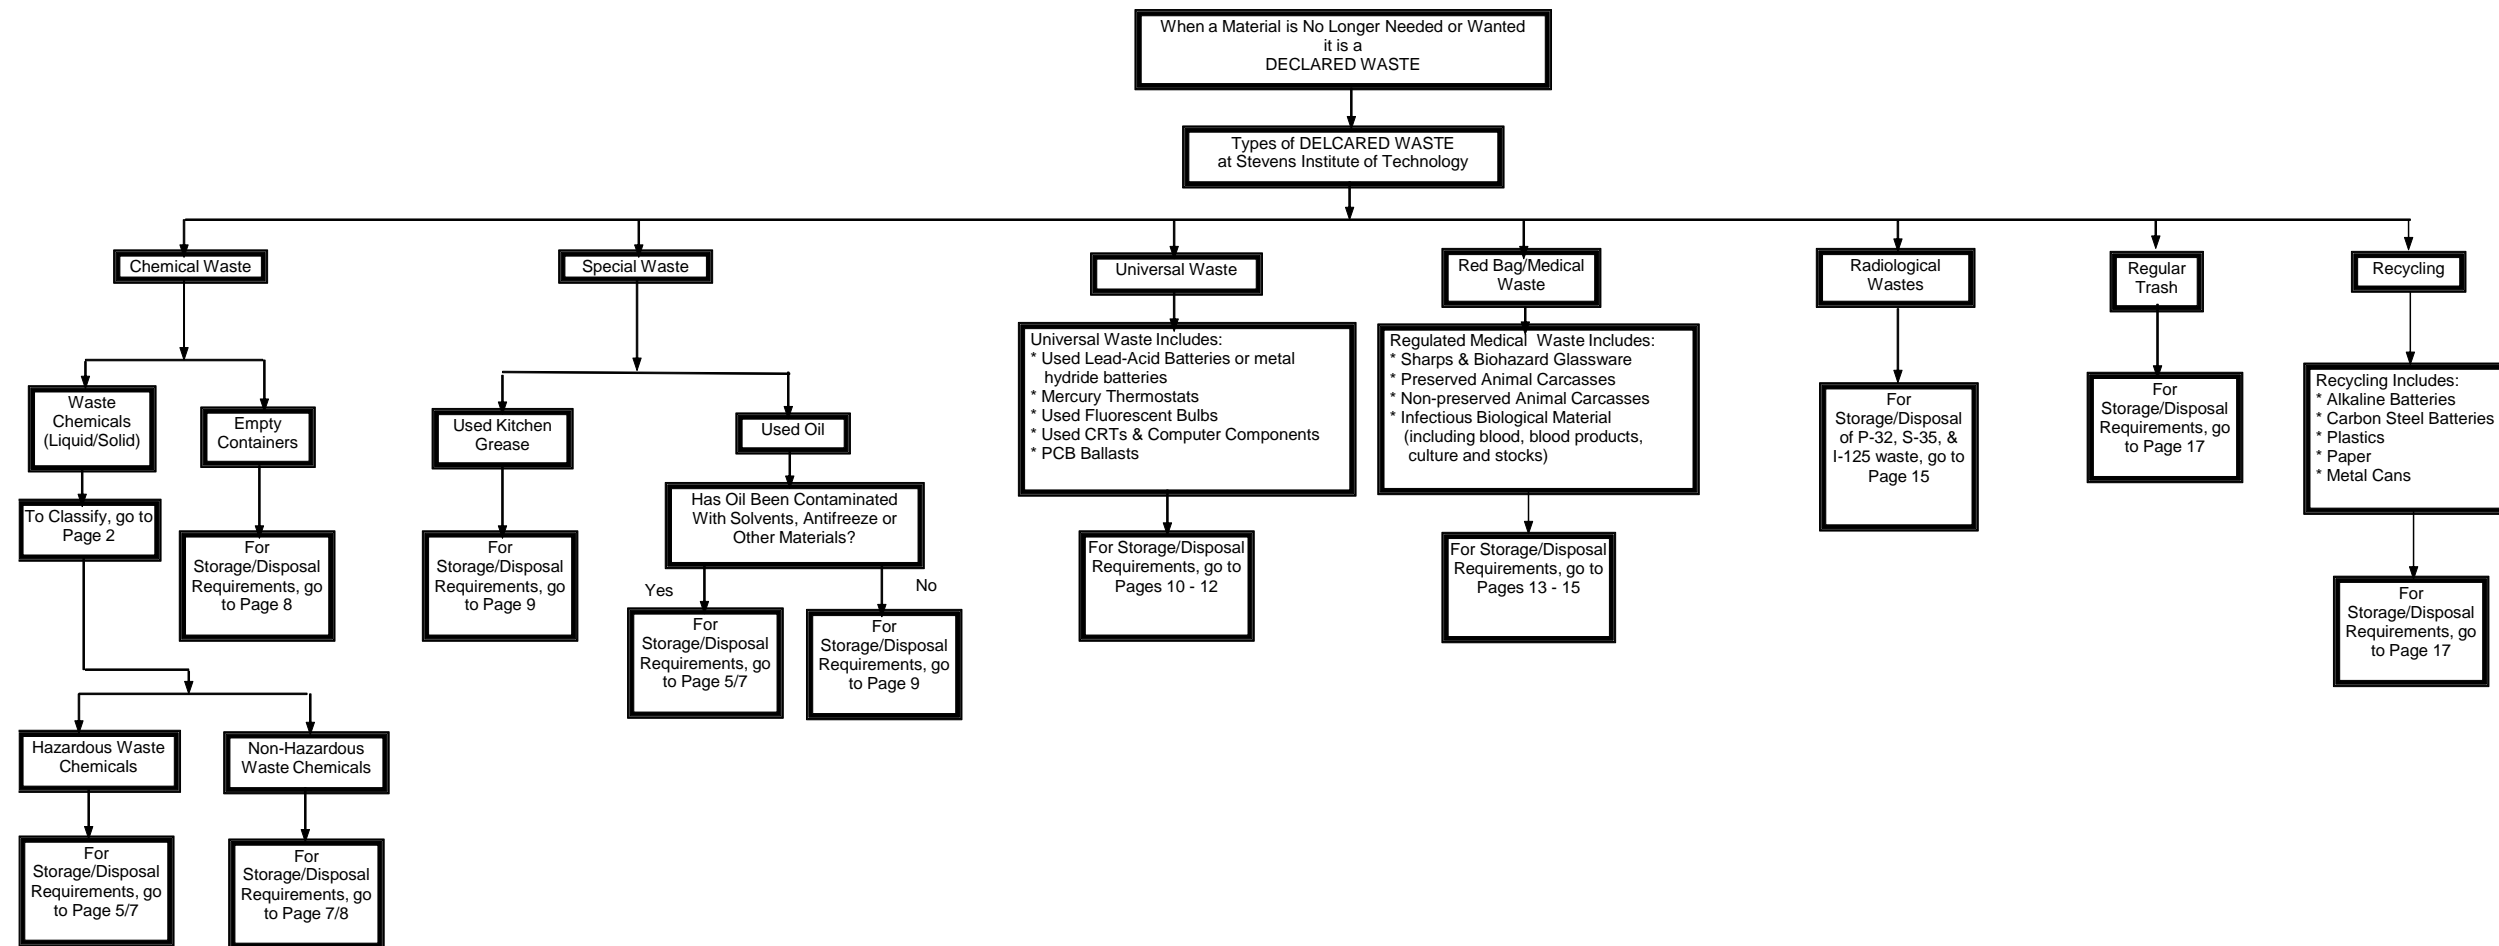 When a Material is No Longer Needed or Wanted
it is a
DECLARED WASTE
Types of DELCARED WASTE
at Stevens Institute of Technology
Chemical Waste
Special Waste
Universal Waste
Red Bag/Medical
Waste
Radiological
Wastes
Regular
Trash
Recycling
Waste
Chemicals
(Liquid/Solid)
Empty
Containers
To Classify, go to
Page 2
For
Storage/Disposal
Requirements, go
to Page 8
Hazardous Waste
Chemicals
Non-Hazardous
Waste Chemicals
For
Storage/Disposal
Requirements, go
to Page 5/7
For
Storage/Disposal
Requirements, go
to Page 7/8
Used Kitchen
Grease
Used Oil
For
Storage/Disposal
Requirements, go
to Page 9
Has Oil Been Contaminated
With Solvents, Antifreeze or
Other Materials?
Yes
No
For
Storage/Disposal
Requirements, go
to Page 5/7
For
Storage/Disposal
Requirements, go
to Page 9
Universal Waste Includes:
* Used Lead-Acid Batteries or metal
hydride batteries
* Mercury Thermostats
* Used Fluorescent Bulbs
* Used CRTs & Computer Components
* PCB Ballasts
For Storage/Disposal
Requirements, go to
Pages 10 - 12
Regulated Medical Waste Includes:
* Sharps & Biohazard Glassware
* Preserved Animal Carcasses
* Non-preserved Animal Carcasses
* Infectious Biological Material
(including blood, blood products,
culture and stocks)
For Storage/Disposal
Requirements, go to
Pages 13 - 15
For
Storage/Disposal
of P-32, S-35, &
I-125 waste, go to
Page 15
For
Storage/Disposal
Requirements, go
to Page 17
Recycling Includes:
* Alkaline Batteries
* Carbon Steel Batteries
* Plastics
* Paper
* Metal Cans
For
Storage/Disposal
Requirements, go
to Page 17